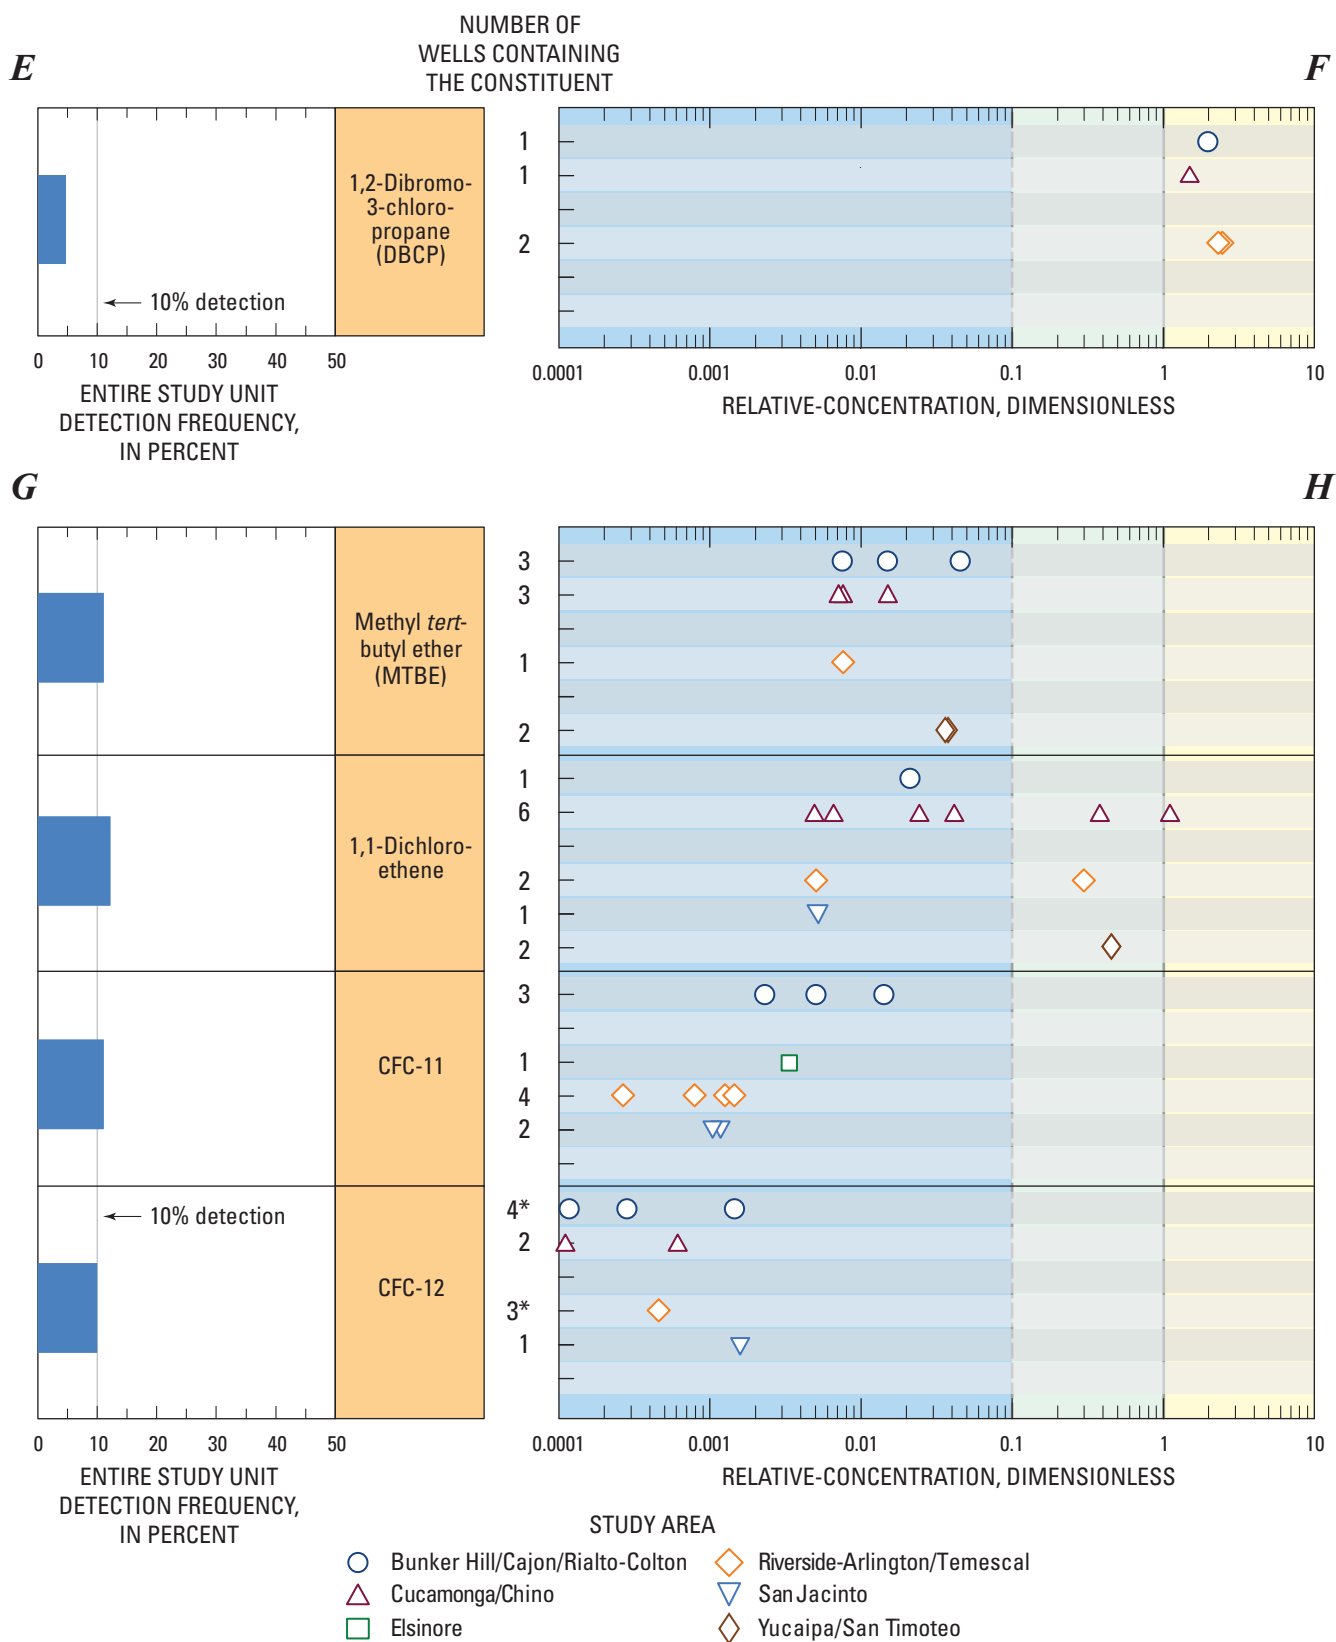 NUMBER OF
WELLS CONTAINING
THE CONSTITUENT
E
F
1,2-Dibromo-
3-chloro-
propane
(DBCP)
10% detection
1
1
2
0 10 20 30 40 50
0.0001 0.001 0.01 0.1 1 10
ENTIRE STUDY UNIT
DETECTION FREQUENCY,
IN PERCENT
RELATIVE-CONCENTRATION, DIMENSIONLESS
G
H
Methyl tert-
butyl ether
(MTBE)
3
3
1
2
1,1-Dichloro-
ethene
1
6
2
1
2
CFC-11
3
1
4
2
10% detection
CFC-12
4*
2
3*
1
0 10 20 30 40 50
0.0001 0.001 0.01 0.1 1 10
ENTIRE STUDY UNIT
DETECTION FREQUENCY,
IN PERCENT
RELATIVE-CONCENTRATION, DIMENSIONLESS
STUDY AREA
Bunker Hill/Cajon/Rialto-Colton
Cucamonga/Chino
Elsinore
Riverside-Arlington/Temescal
San Jacinto
Yucaipa/San Timoteo